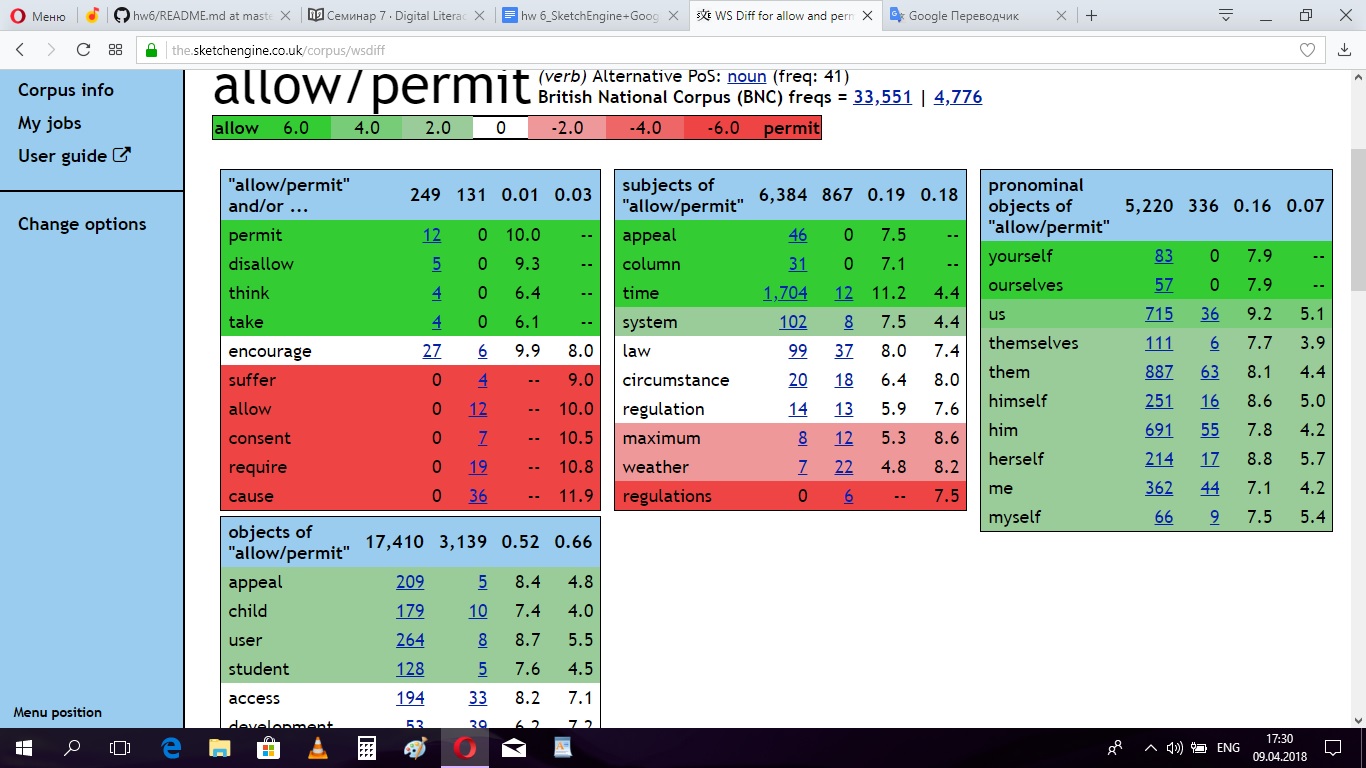 Меню
hw6/README.md at maste
Семинар 7 · Digital Literac
hw 6_SketchEngine+Goog
WS Diff for allow and perm
Google Переводчик
the.sketchengine.co.uk/corpus/wsdiff
Corpus info
My jobs
User guide
Change options
Menu position
allow/permit (verb) Alternative PoS: noun (freq: 41)
British National Corpus (BNC) freqs = 33,551 | 4,776
allow 6.0 4.0 2.0 0 -2.0 -4.0 -6.0 permit
"allow/permit" and/or ... 249 131 0.01 0.03
permit 12 0 10.0 --
disallow 5 0 9.3 --
think 4 0 6.4 --
take 4 0 6.1 --
encourage 27 6 9.9 8.0
suffer 0 4 -- 9.0
allow 0 12 -- 10.0
consent 0 7 -- 10.5
require 0 19 -- 10.8
cause 0 36 -- 11.9
subjects of "allow/permit" 6,384 867 0.19 0.18
appeal 46 0 7.5 --
column 31 0 7.1 --
time 1,704 12 11.2 4.4
system 102 8 7.5 4.4
law 99 37 8.0 7.4
circumstance 20 18 6.4 8.0
regulation 14 13 5.9 7.6
maximum 8 12 5.3 8.6
weather 7 22 4.8 8.2
regulations 0 6 -- 7.5
pronominal objects of "allow/permit" 5,220 336 0.16 0.07
yourself 83 0 7.9 --
ourselves 57 0 7.9 --
us 715 36 9.2 5.1
themselves 111 6 7.7 3.9
them 887 63 8.1 4.4
himself 251 16 8.6 5.0
him 691 55 7.8 4.2
herself 214 17 8.8 5.7
me 362 44 7.1 4.2
myself 66 9 7.5 5.4
objects of "allow/permit" 17,410 3,139 0.52 0.66
appeal 209 5 8.4 4.8
child 179 10 7.4 4.0
user 264 8 8.7 5.5
student 128 5 7.6 4.5
access 194 33 8.2 7.1
development 53 39 6.2 7.2
ENG
17:30
09.04.2018